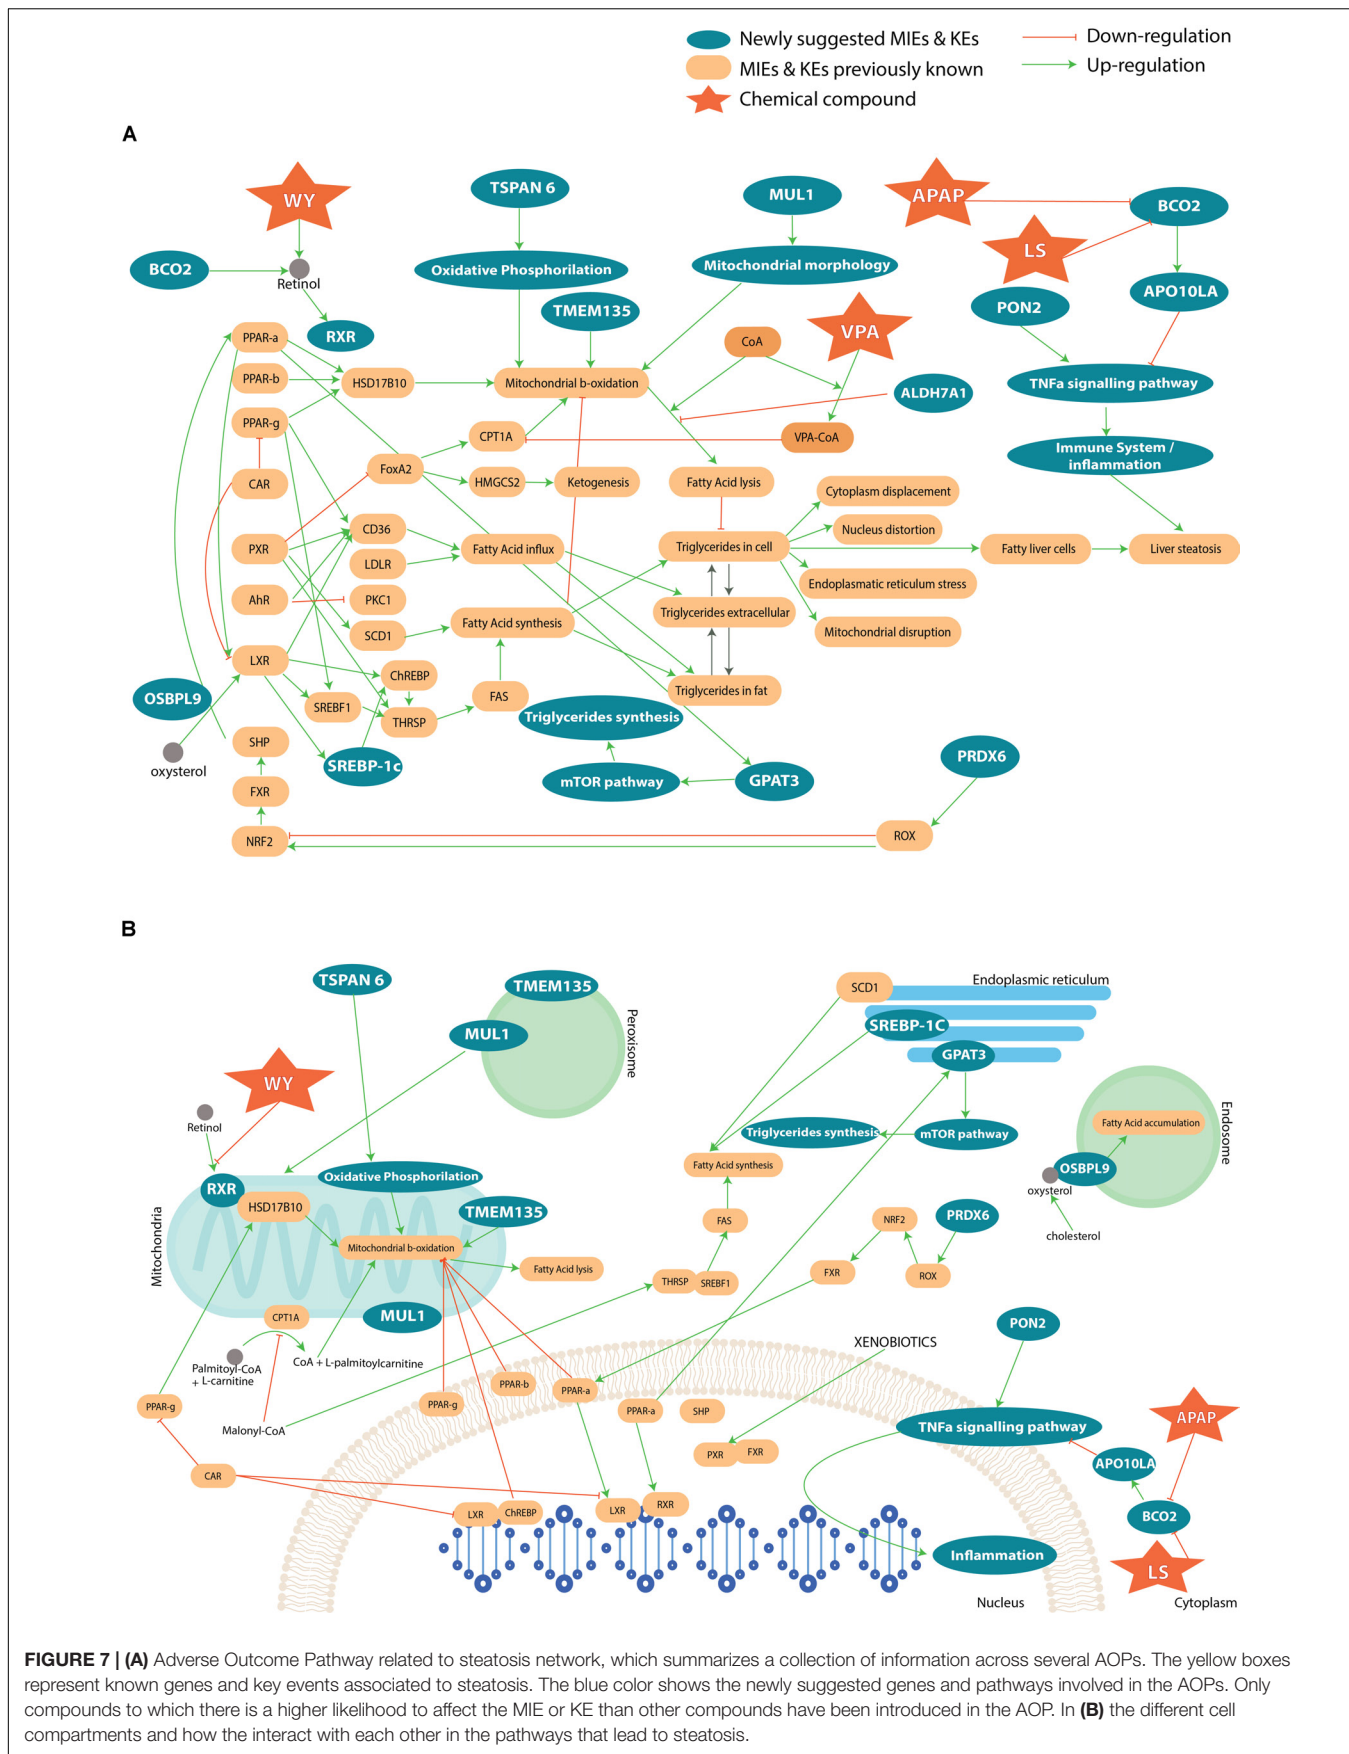 Newly suggested MIEs & KEs
MIEs & KEs previously known
Chemical compound
Down-regulation
Up-regulation
A
WY
TSPAN 6
MUL1
APAP
BCO2
LS
BCO2
Retinol
Oxidative Phosphorilation
Mitochondrial morphology
APO10LA
PON2
TMEM135
VPA
RXR
PPAR-a
CoA
PPAR-b
HSD17B10
Mitochondrial b-oxidation
ALDH7A1
TNFa signalling pathway
PPAR-g
CPT1A
VPA-CoA
Immune System /
inflammation
CAR
FoxA2
HMGCS2
Ketogenesis
Fatty Acid lysis
Cytoplasm displacement
Nucleus distortion
CD36
PXR
Fatty Acid influx
Triglycerides in cell
Fatty liver cells
Liver steatosis
LDLR
Endoplasmatic reticulum stress
AhR
PKC1
Triglycerides extracellular
SCD1
Fatty Acid synthesis
Mitochondrial disruption
LXR
ChREBP
OSBPL9
SREBF1
THRSP
FAS
Triglycerides in fat
Triglycerides synthesis
SHP
oxysterol
SREBP-1c
mTOR pathway
GPAT3
PRDX6
FXR
NRF2
ROX
B
TSPAN 6
TMEM135
MUL1
Peroxisome
SCD1
Endoplasmic reticulum
SREBP-1C
GPAT3
WY
Retinol
Triglycerides synthesis
mTOR pathway
Endosome
Fatty Acid accumulation
OSBPL9
oxysterol
cholesterol
Fatty Acid synthesis
RXR
Oxidative Phosphorilation
HSD17B10
TMEM135
Mitochondria
Mitochondrial b-oxidation
Fatty Acid lysis
FAS
NRF2
PRDX6
THRSP
SREBF1
FXR
ROX
CPT1A
MUL1
PON2
Palmitoyl-CoA
+ L-carnitine
CoA + L-palmitoylcarnitine
XENOBIOTICS
PPAR-g
Malonyl-CoA
PPAR-g
PPAR-b
PPAR-a
PPAR-a
SHP
PXR
FXR
TNFa signalling pathway
APAP
APO10LA
CAR
LXR
ChREBP
LXR
RXR
BCO2
Inflammation
LS
Nucleus
Cytoplasm
FIGURE 7 | (A) Adverse Outcome Pathway related to steatosis network, which summarizes a collection of information across several AOPs. The yellow boxes
represent known genes and key events associated to steatosis. The blue color shows the newly suggested genes and pathways involved in the AOPs. Only
compounds to which there is a higher likelihood to affect the MIE or KE than other compounds have been introduced in the AOP. In (B) the different cell
compartments and how the interact with each other in the pathways that lead to steatosis.